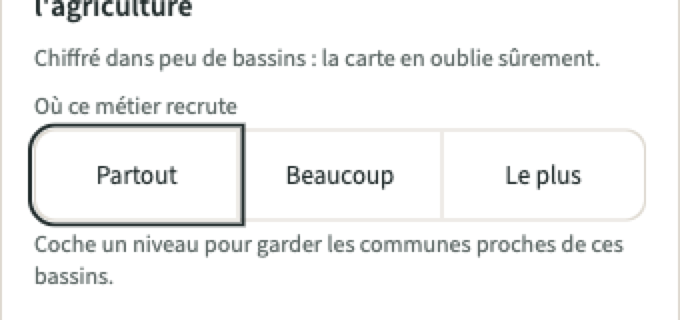 l'agriculture
Chiffré dans peu de bassins : la carte en oublie sûrement.
Où ce métier recrute
Partout
Beaucoup
Le plus
Coche un niveau pour garder les communes proches de ces
bassins.